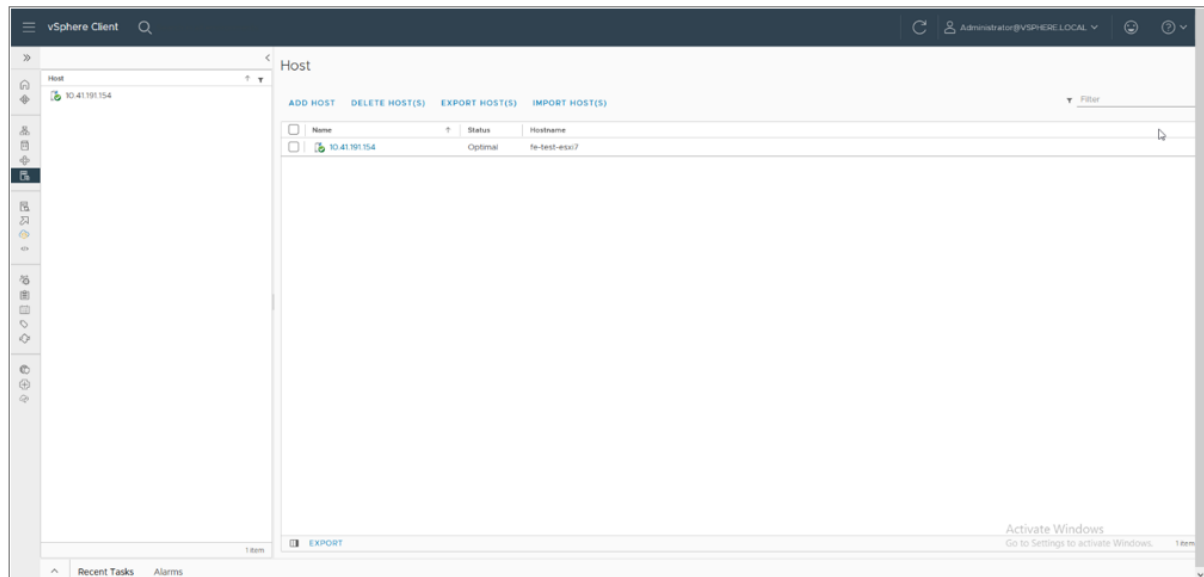 vSphere Client
Administrator@VSPHERE.LOCAL
Host
10.41.191.154
1 item
Host
ADD HOST DELETE HOST(S) EXPORT HOST(S) IMPORT HOST(S)
Filter
Name Status Hostname
10.41.191.154 Optimal fe-test-esxi7
EXPORT
1 item
Activate Windows
Go to Settings to activate Windows.
Recent Tasks Alarms